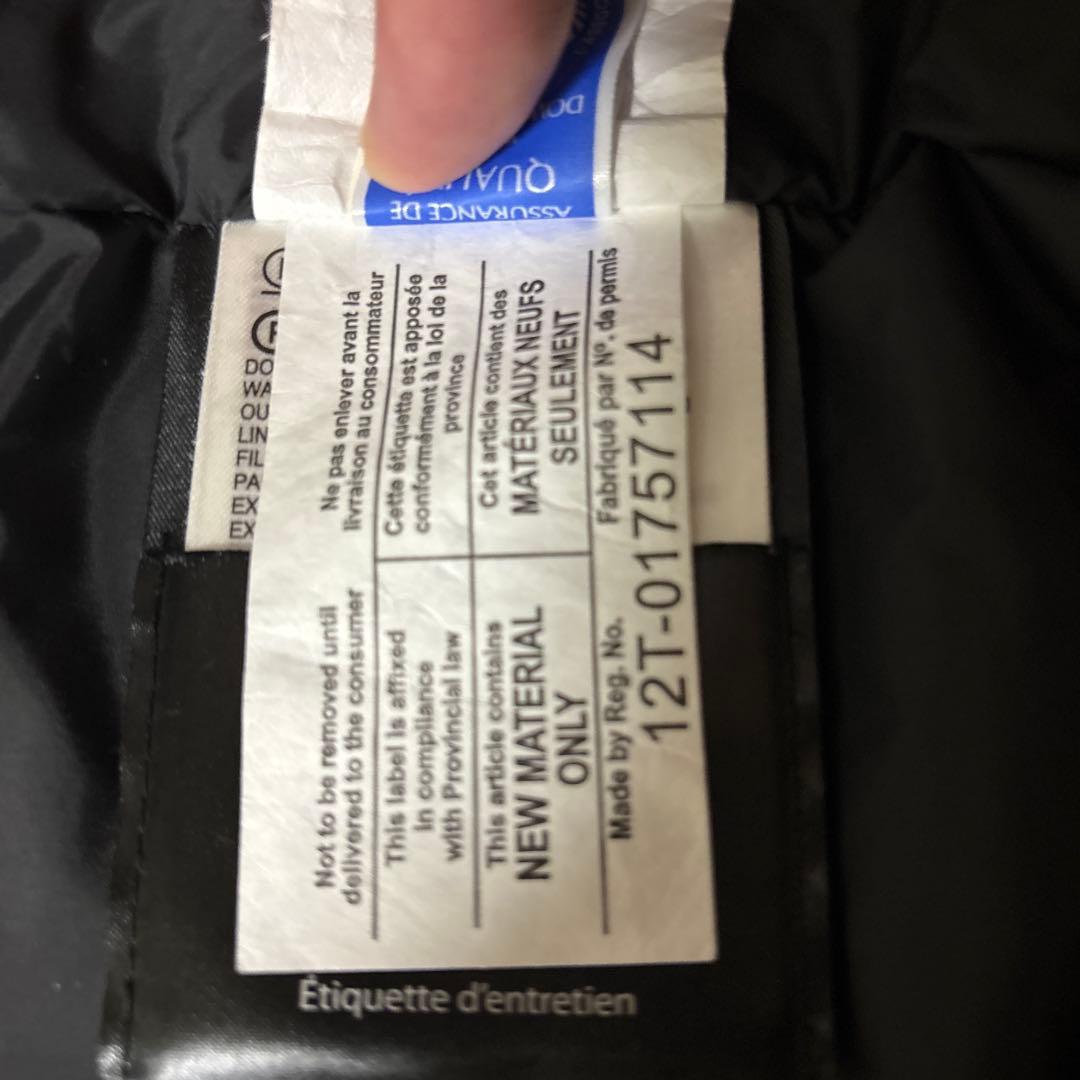 ASSURANCE DE
Not to be removed until
delivered to the consumer
Ne pas enlever avant la
livraison au consommateur
This label is affixed
in compliance
with Provincial law
Cette étiquette est apposée
conformément à la loi de la
province
This article contains
NEW MATERIAL
ONLY
Cet article contient des
MATÉRIAUX NEUFS
SEULEMENT
Made by Reg. No.
Fabriqué par Nº. de permis
12T-01757114
DO
WA
OU
LIN
FIL
PA
EX
EX
Étiquette d'entretien